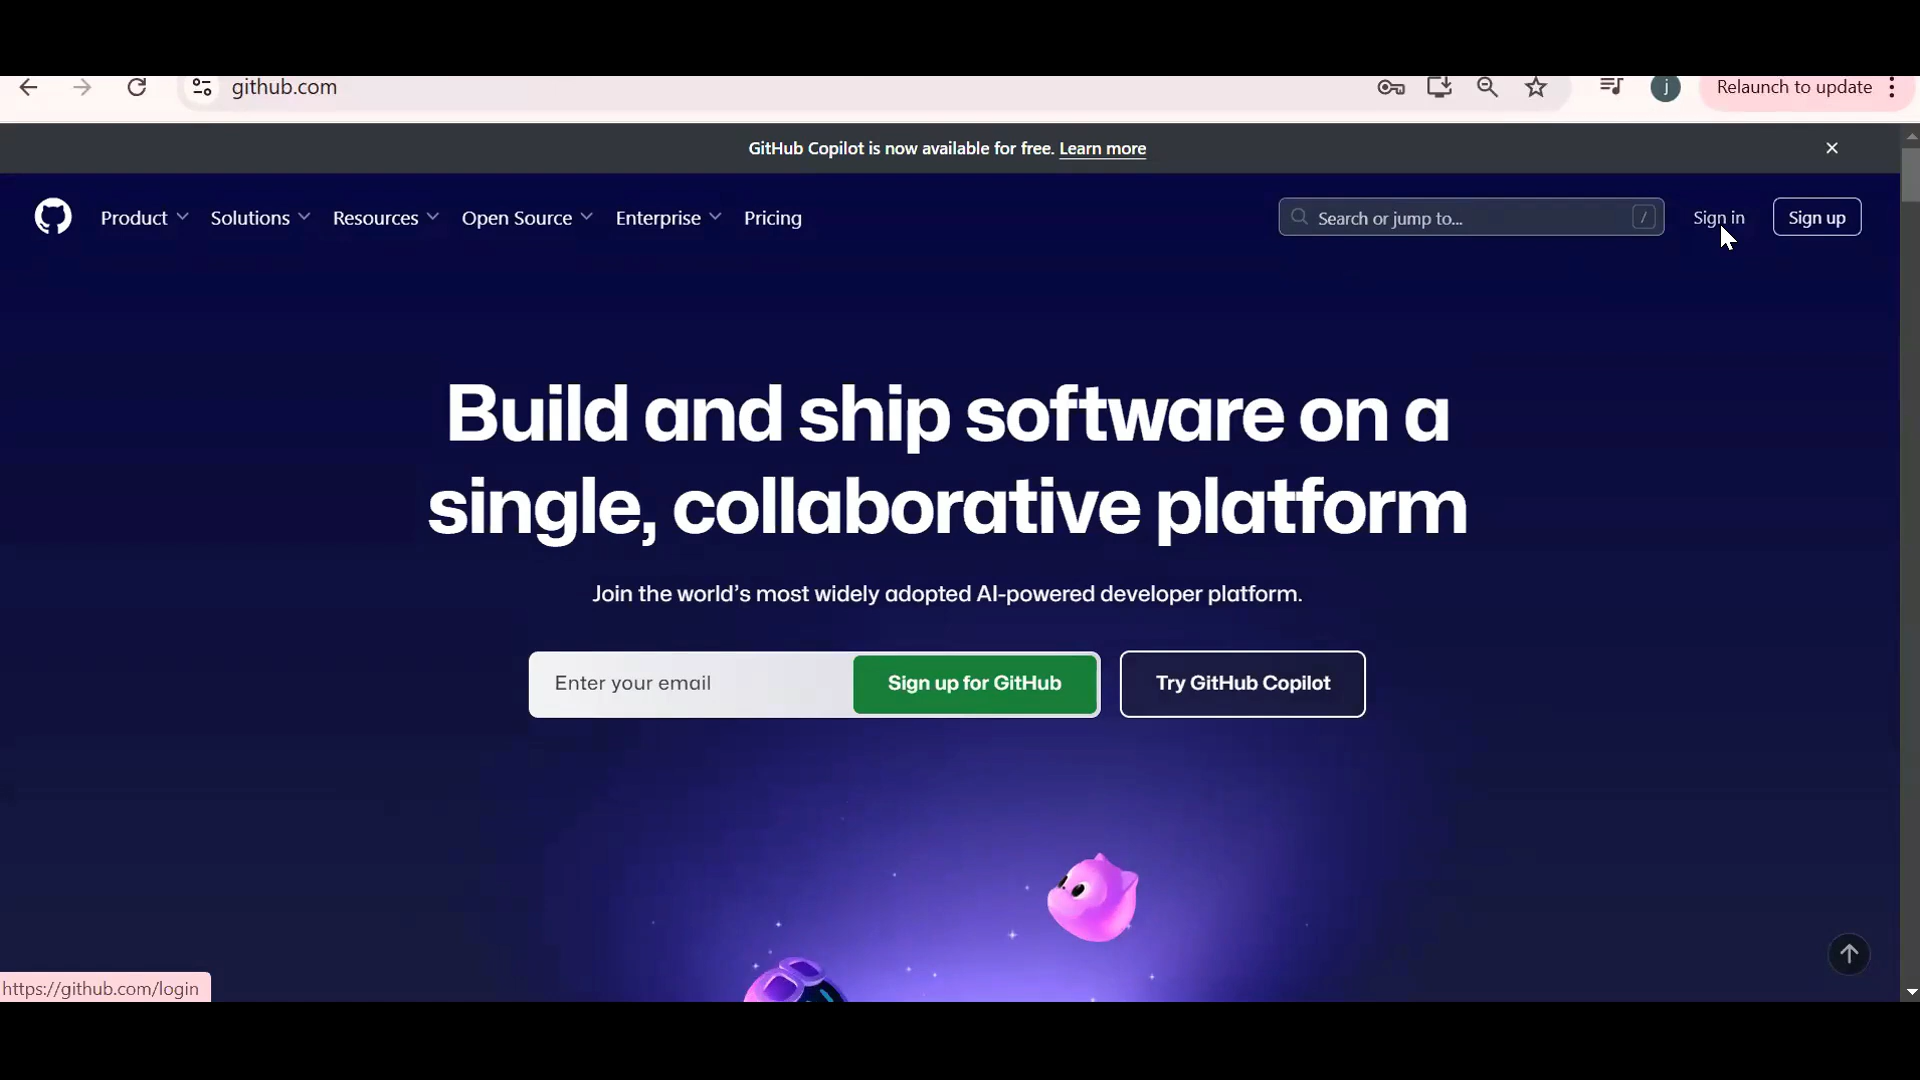 github.com
j
Relaunch to update
GitHub Copilot is now available for free. Learn more
Product
Solutions
Resources
Open Source
Enterprise
Pricing
Search or jump to...
/
Sign in
Sign up
Build and ship software on a
single, collaborative platform
Join the world’s most widely adopted AI-powered developer platform.
Enter your email
Sign up for GitHub
Try GitHub Copilot
https://github.com/login